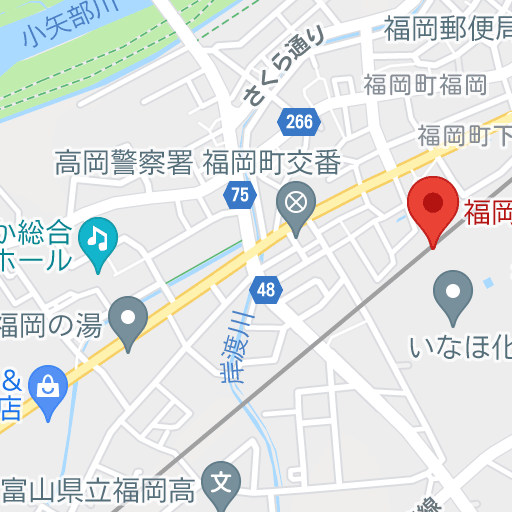 小矢部川
さくら通り
福岡郵便局
福岡町福岡
266
福岡町下
高岡警察署 福岡町交番
75
福岡
か総合
ホール
48
福岡の湯
岸渡川
いなほ化
&
店
富山県立福岡高
文
線